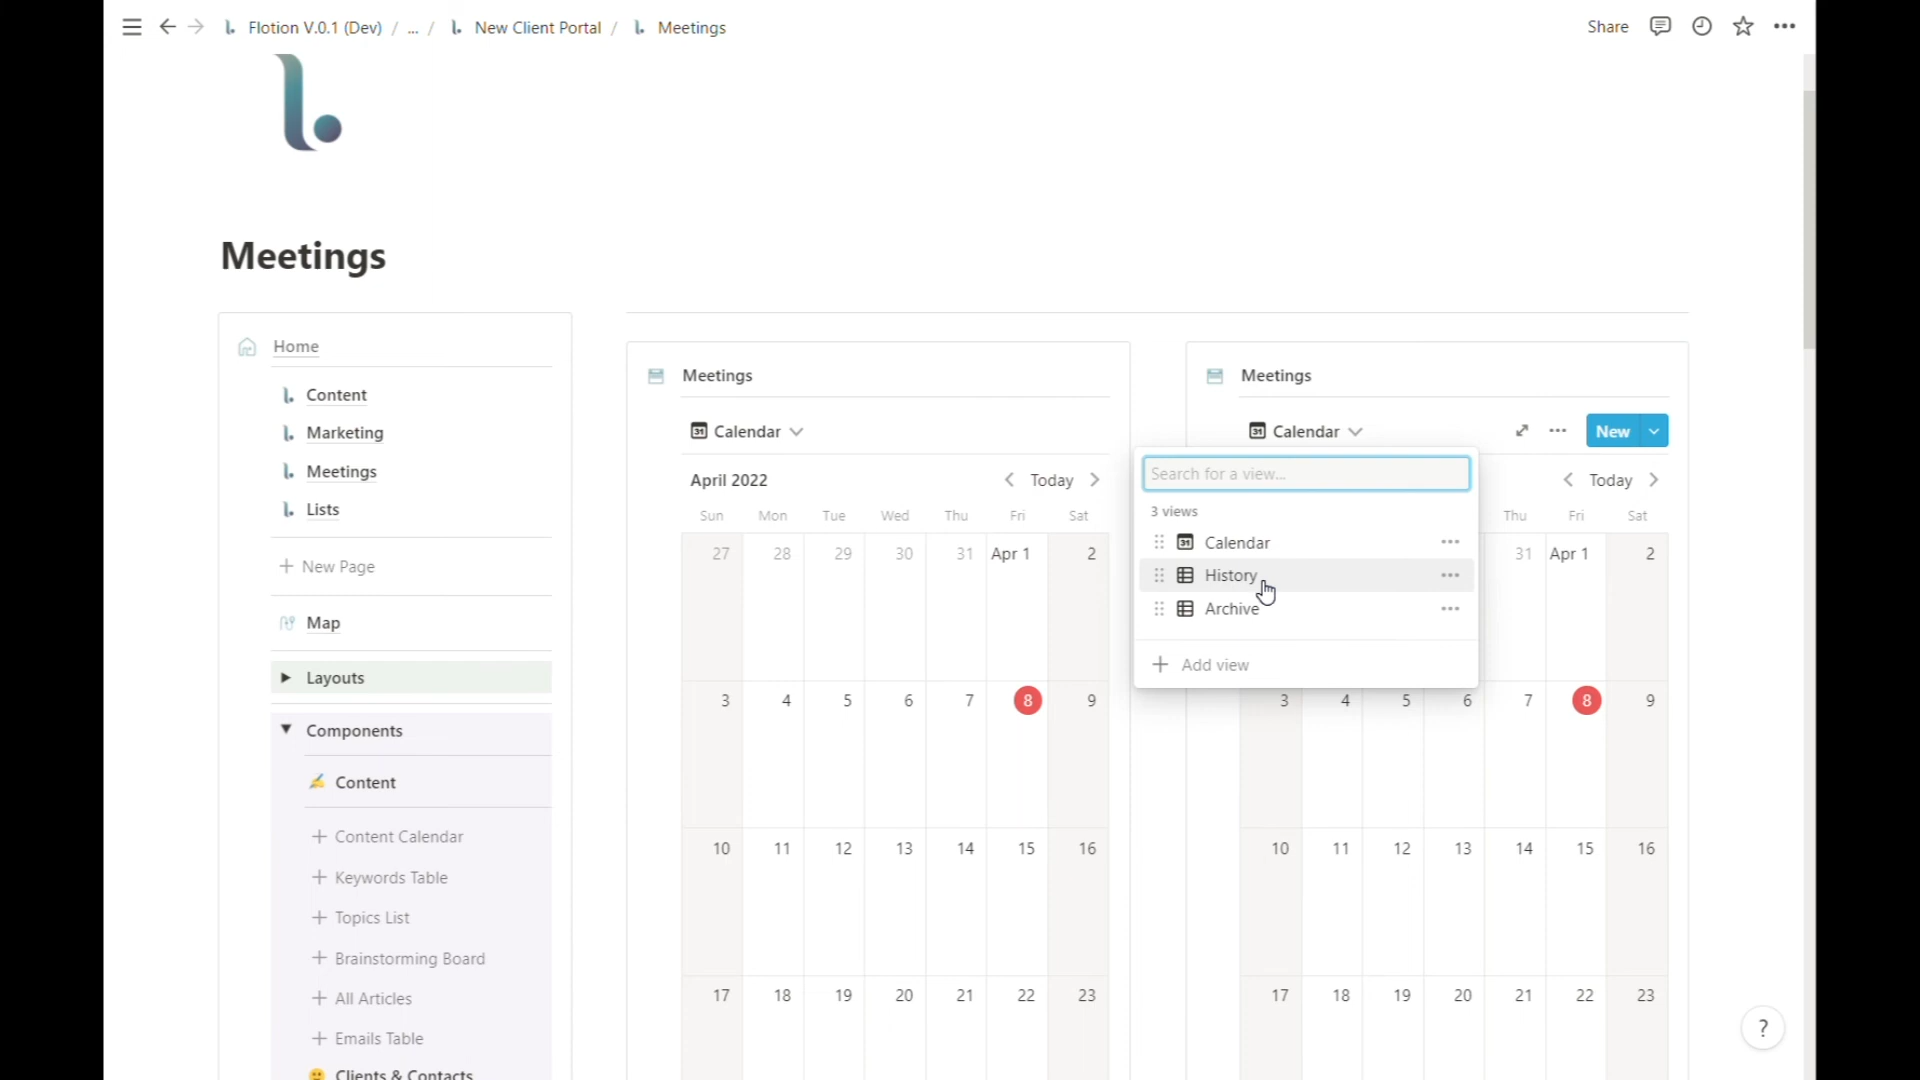 Flotion V.0.1 (Dev) / ... / New Client Portal / Meetings
Share
Meetings
Home
Content
Marketing
Meetings
Lists
New Page
Map
Layouts
Components
Content
Content Calendar
Keywords Table
Topics List
Brainstorming Board
All Articles
Emails Table
Clients & Contacts
Meetings
31 Calendar
April 2022
Today
Sun Mon Tue Wed Thu Fri Sat
27 28 29 30 31 Apr 1 2
3 4 5 6 7 8 9
10 11 12 13 14 15 16
17 18 19 20 21 22 23
Meetings
31 Calendar
New
Search for a view...
3 views
31 Calendar
History
Archive
Add view
Today
Thu Fri Sat
31 Apr 1 2
3 4 5 6 7 8 9
10 11 12 13 14 15 16
17 18 19 20 21 22 23
?